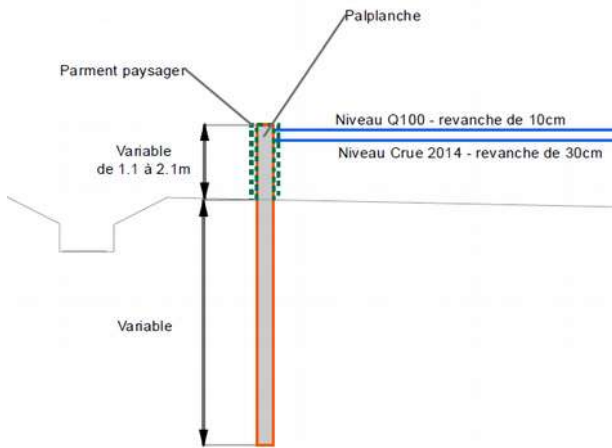 Palplanche
Parment paysager
Niveau Q100 - revanche de 10cm
Variable
de 1.1 à 2.1m
Niveau Crue 2014 - revanche de 30cm
Variable